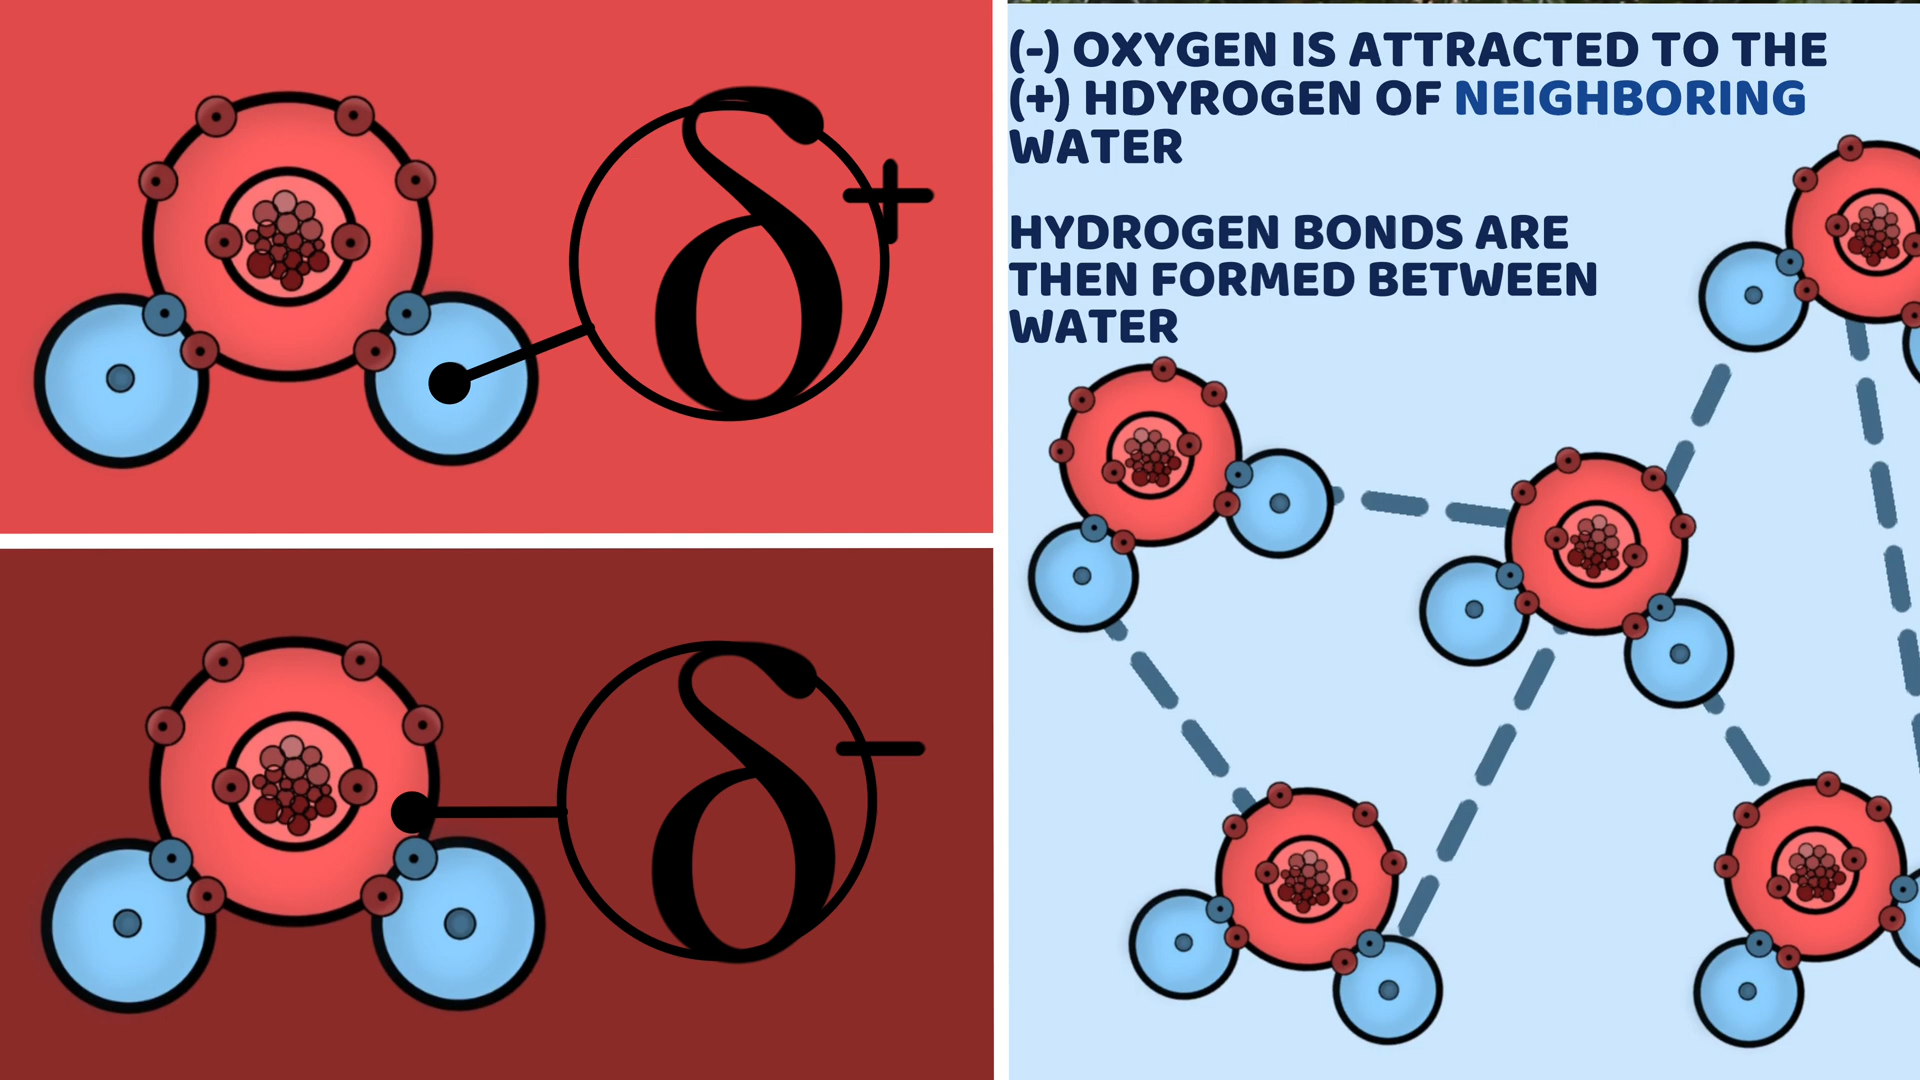 δ+
δ−
(-) OXYGEN IS ATTRACTED TO THE
(+) HDYROGEN OF NEIGHBORING
WATER
HYDROGEN BONDS ARE
THEN FORMED BETWEEN
WATER